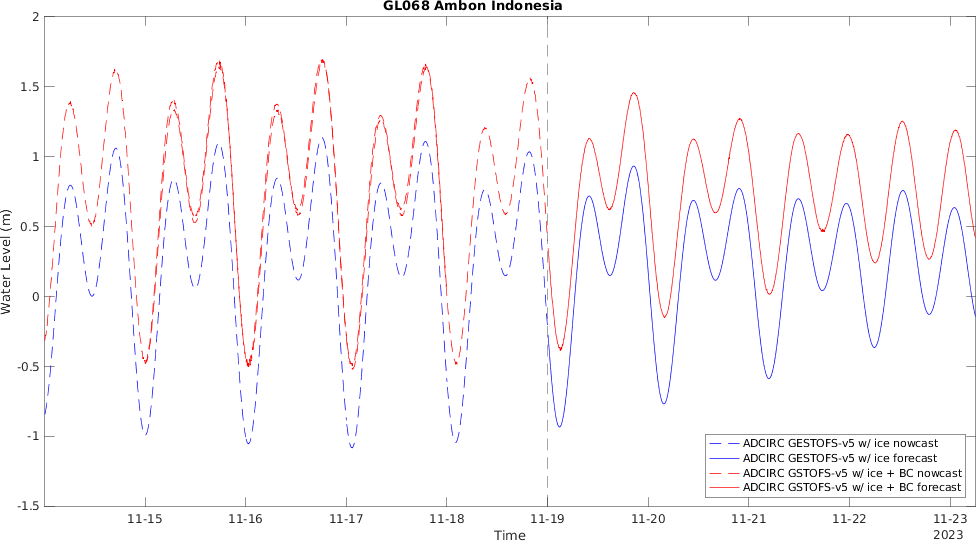 GL068 Ambon Indonesia
2
1.5
1
0.5
0
-0.5
-1
-1.5
Water Level (m)
ADCIRC GESTOFS-v5 w/ ice nowcast
ADCIRC GESTOFS-v5 w/ ice forecast
ADCIRC GSTOFS-v5 w/ ice + BC nowcast
ADCIRC GSTOFS-v5 w/ ice + BC forecast
11-15 11-16 11-17 11-18 11-19 11-20 11-21 11-22 11-23
Time
2023